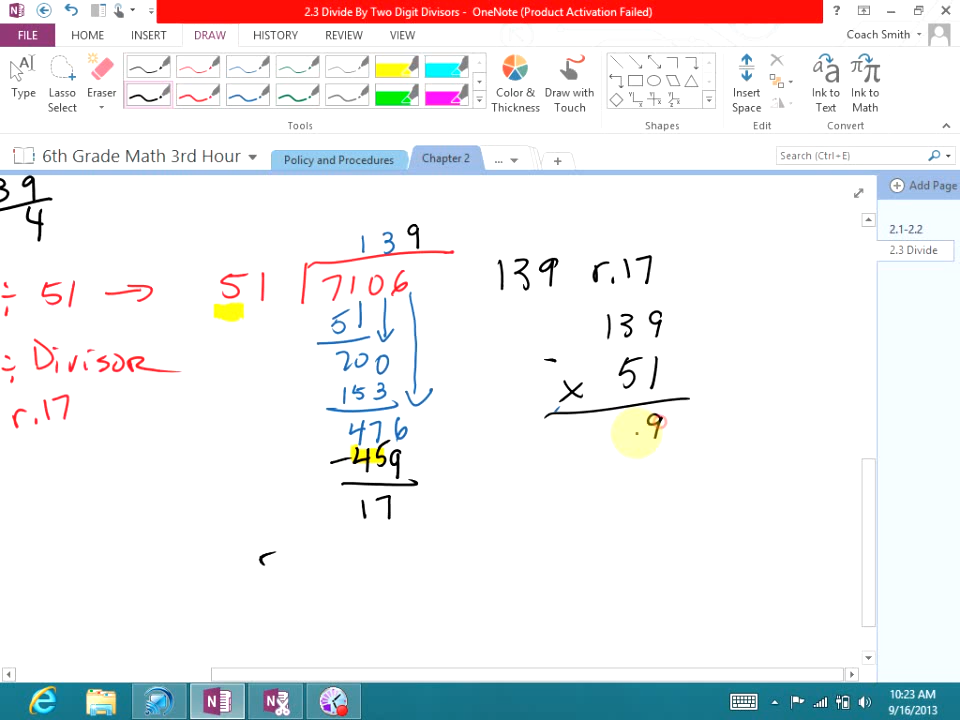 2.3 Divide By Two Digit Divisors - OneNote (Product Activation Failed)
FILE HOME INSERT DRAW HISTORY REVIEW VIEW Coach Smith
Type
Lasso Select
Eraser
Color & Thickness
Draw with Touch
Insert Space
Ink to Text
Ink to Math
Tools Shapes Edit Convert
6th Grade Math 3rd Hour Policy and Procedures Chapter 2 ... Search (Ctrl+E)
Add Page
2.1-2.2
2.3 Divide
39
4
139
÷ 51 → 51 7106
51
200
153
476
-459
17
÷ Divisor
r.17
139 r.17
139
x 51
9
r
10:23 AM
9/16/2013